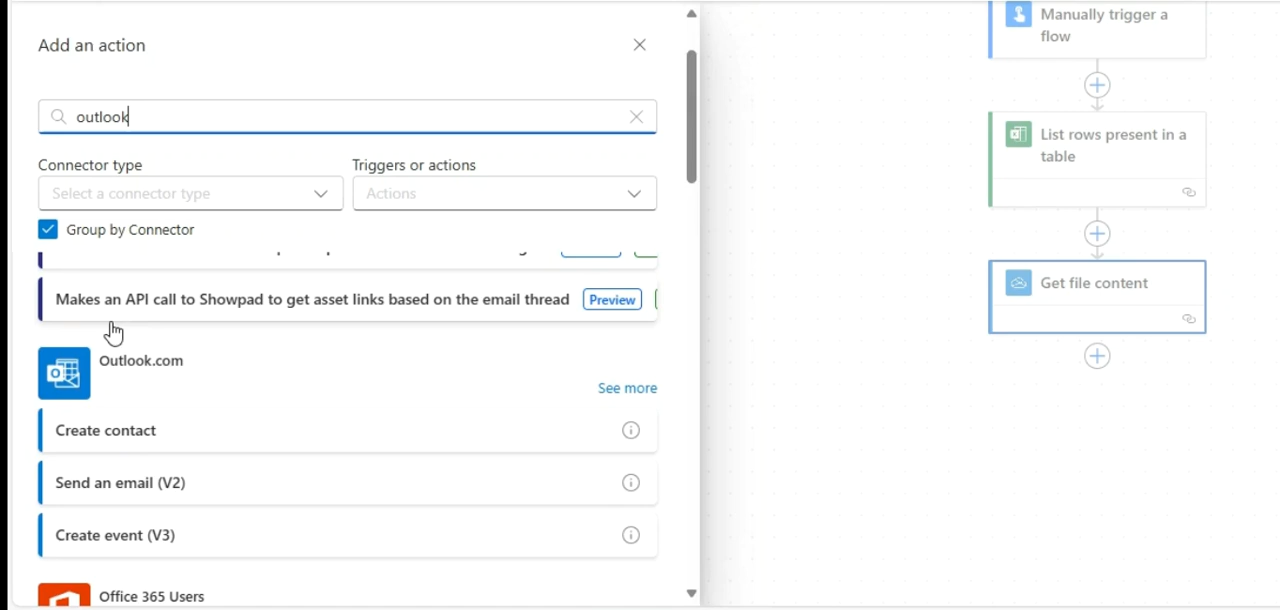 Add an action
outlook
Connector type
Triggers or actions
Select a connector type
Actions
Group by Connector
Makes an API call to Showpad to get asset links based on the email thread
Preview
Outlook.com
See more
Create contact
Send an email (V2)
Create event (V3)
Office 365 Users
Manually trigger a
flow
List rows present in a
table
Get file content